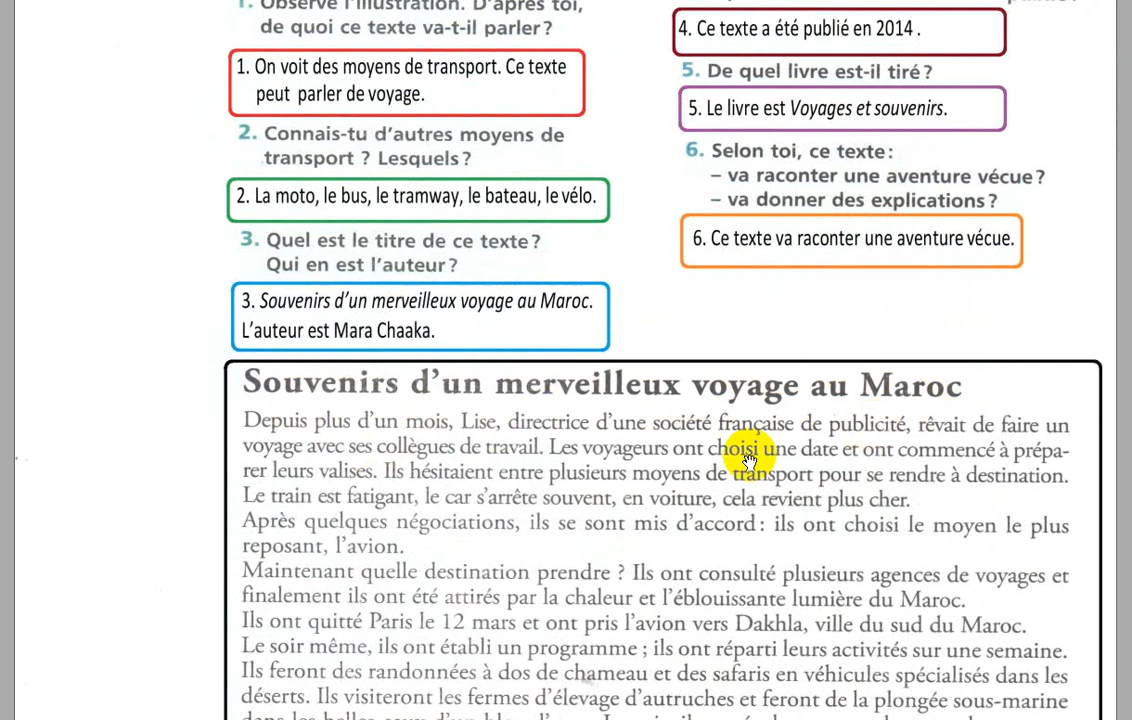 1. Observe l'illustration. D'après toi,
de quoi ce texte va-t-il parler ?
1. On voit des moyens de transport. Ce texte
peut parler de voyage.
2. Connais-tu d'autres moyens de
transport ? Lesquels ?
2. La moto, le bus, le tramway, le bateau, le vélo.
3. Quel est le titre de ce texte ?
Qui en est l'auteur ?
3. Souvenirs d'un merveilleux voyage au Maroc.
L'auteur est Mara Chaaka.
4. Ce texte a été publié en 2014 .
5. De quel livre est-il tiré ?
5. Le livre est Voyages et souvenirs.
6. Selon toi, ce texte :
– va raconter une aventure vécue ?
– va donner des explications ?
6. Ce texte va raconter une aventure vécue.
Souvenirs d'un merveilleux voyage au Maroc
Depuis plus d'un mois, Lise, directrice d'une société française de publicité, rêvait de faire un
voyage avec ses collègues de travail. Les voyageurs ont choisi une date et ont commencé à prépa-
rer leurs valises. Ils hésitaient entre plusieurs moyens de transport pour se rendre à destination.
Le train est fatigant, le car s'arrête souvent, en voiture, cela revient plus cher.
Après quelques négociations, ils se sont mis d'accord : ils ont choisi le moyen le plus
reposant, l'avion.
Maintenant quelle destination prendre ? Ils ont consulté plusieurs agences de voyages et
finalement ils ont été attirés par la chaleur et l'éblouissante lumière du Maroc.
Ils ont quitté Paris le 12 mars et ont pris l'avion vers Dakhla, ville du sud du Maroc.
Le soir même, ils ont établi un programme ; ils ont réparti leurs activités sur une semaine.
Ils feront des randonnées à dos de chameau et des safaris en véhicules spécialisés dans les
déserts. Ils visiteront les fermes d'élevage d'autruches et feront de la plongée sous-marine